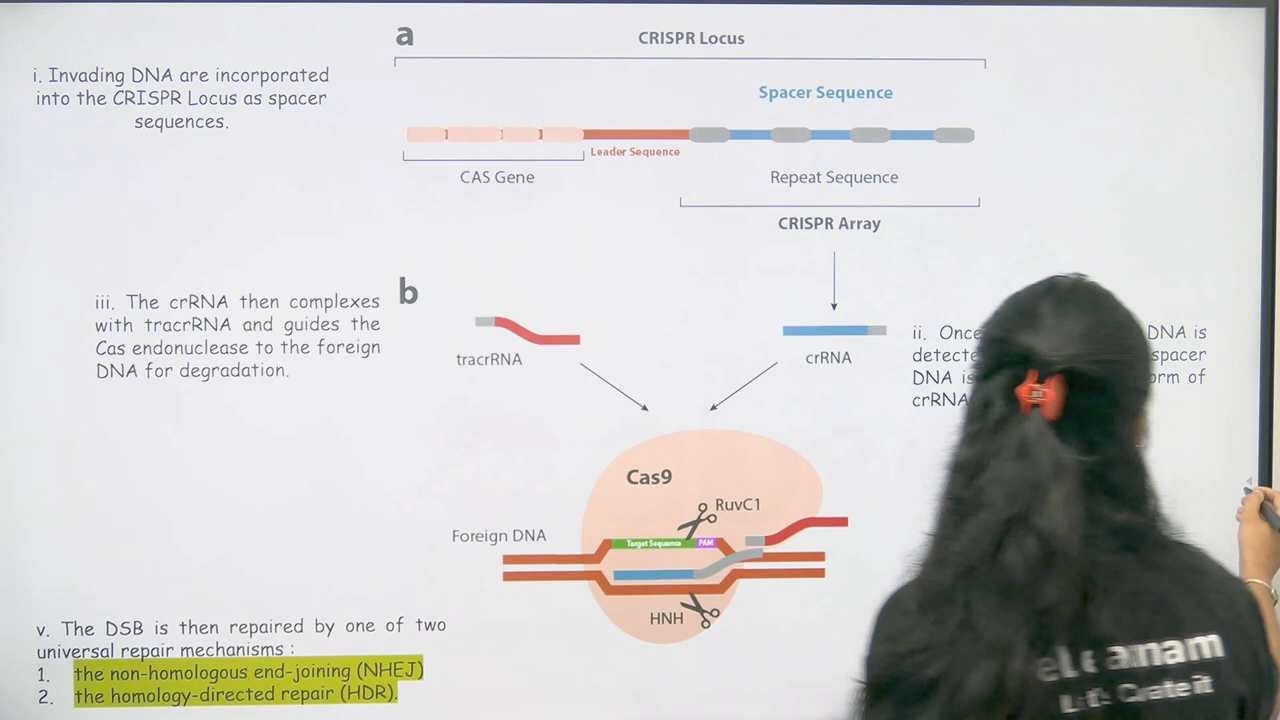 a
CRISPR Locus
i. Invading DNA are incorporated
into the CRISPR Locus as spacer
sequences.
Spacer Sequence
Leader Sequence
CAS Gene
Repeat Sequence
CRISPR Array
b
iii. The crRNA then complexes
with tracrRNA and guides the
Cas endonuclease to the foreign
DNA for degradation.
tracrRNA
crRNA
ii. Once DNA is
spacer
DNA is of
crRNA
Cas9
RuvC1
Foreign DNA
Target Sequence PAM
HNH
v. The DSB is then repaired by one of two
universal repair mechanisms :
1. the non-homologous end-joining (NHEJ)
2. the homology-directed repair (HDR).